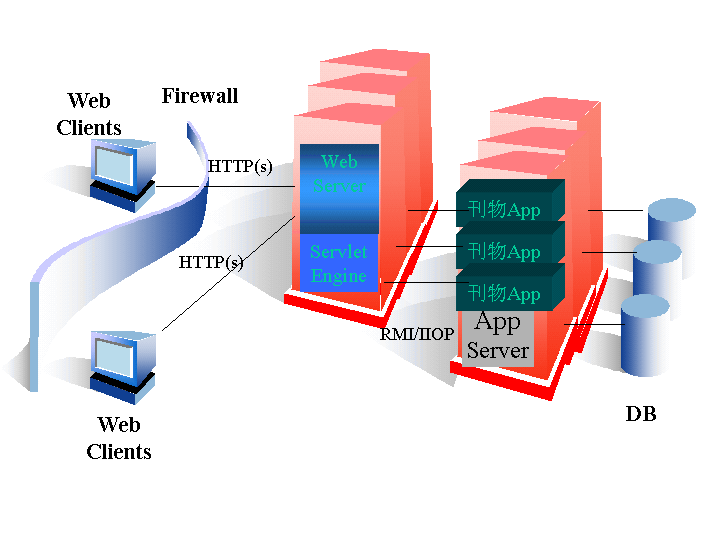 Web
Clients
Firewall
HTTP(s)
HTTP(s)
Web
Server
Servlet
Engine
刊物App
刊物App
刊物App
RMI/IIOP
App
Server
DB
Web
Clients